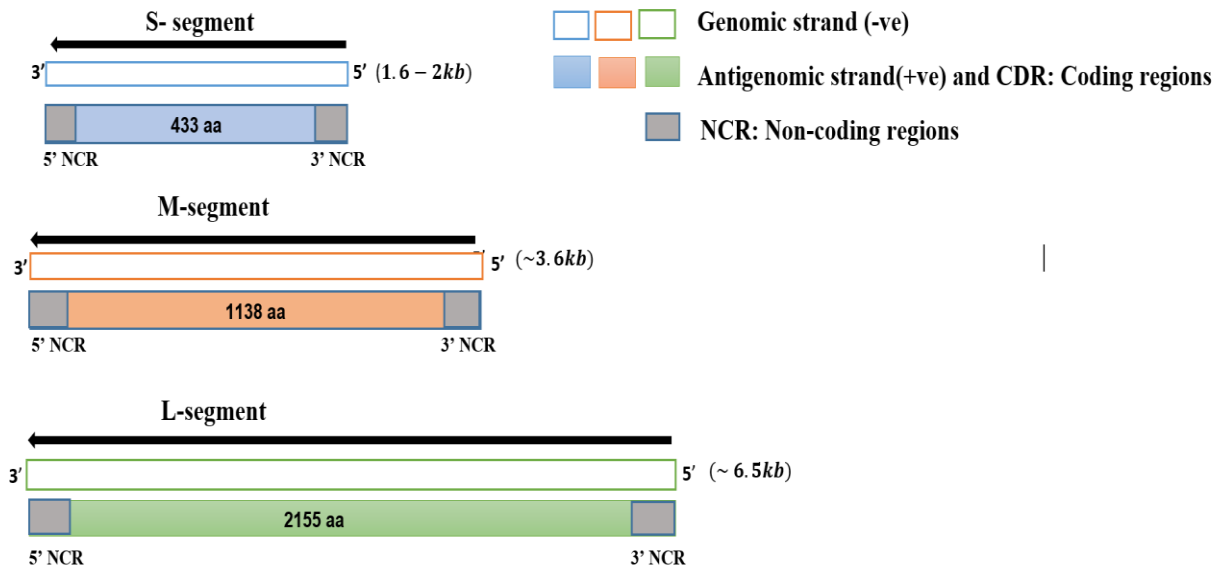 S- segment
3' 5' (1.6 – 2kb)
433 aa
5' NCR 3' NCR
M-segment
3' 5' (~3.6kb)
1138 aa
5' NCR 3' NCR
L-segment
3' 5' (~ 6.5kb)
2155 aa
5' NCR 3' NCR
Genomic strand (-ve)
Antigenomic strand(+ve) and CDR: Coding regions
NCR: Non-coding regions